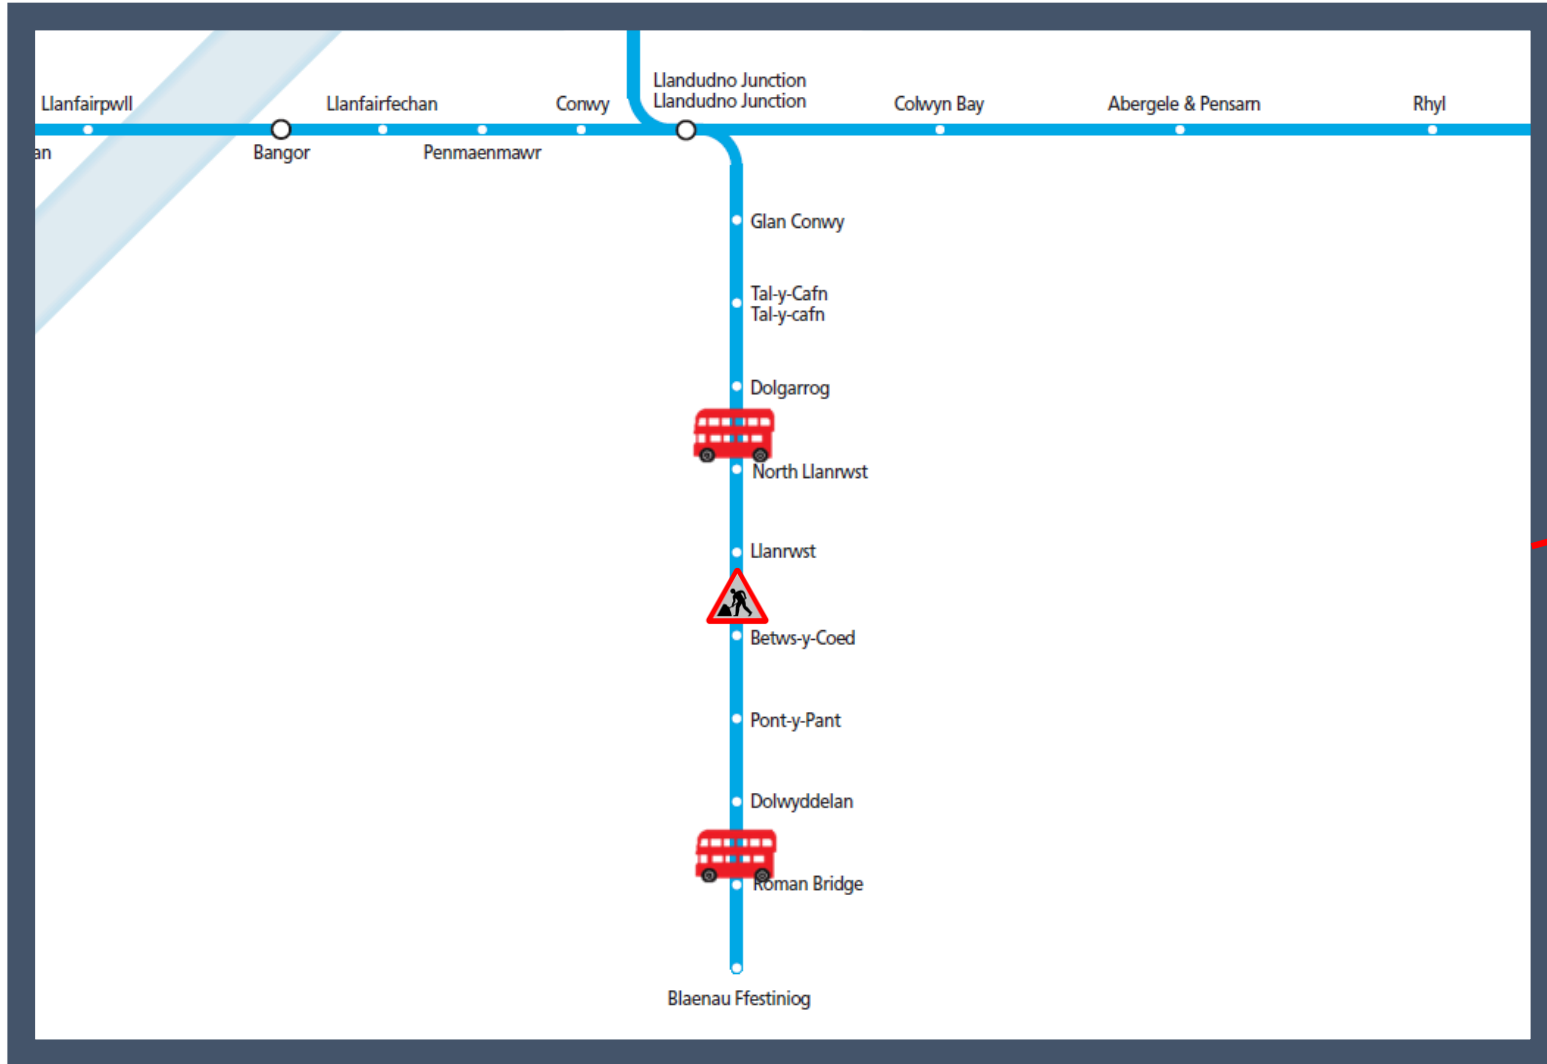 Llandudno Junction
Llandudno Junction
Llanfairpwll
Llanfairfechan
Conwy
Colwyn Bay
Abergele & Pensarn
Rhyl
an
Bangor
Penmaenmawr
Glan Conwy
Tal-y-Cafn
Tal-y-cafn
Dolgarrog
North Llanrwst
Llanrwst
Betws-y-Coed
Pont-y-Pant
Dolwyddelan
Roman Bridge
Blaenau Ffestiniog